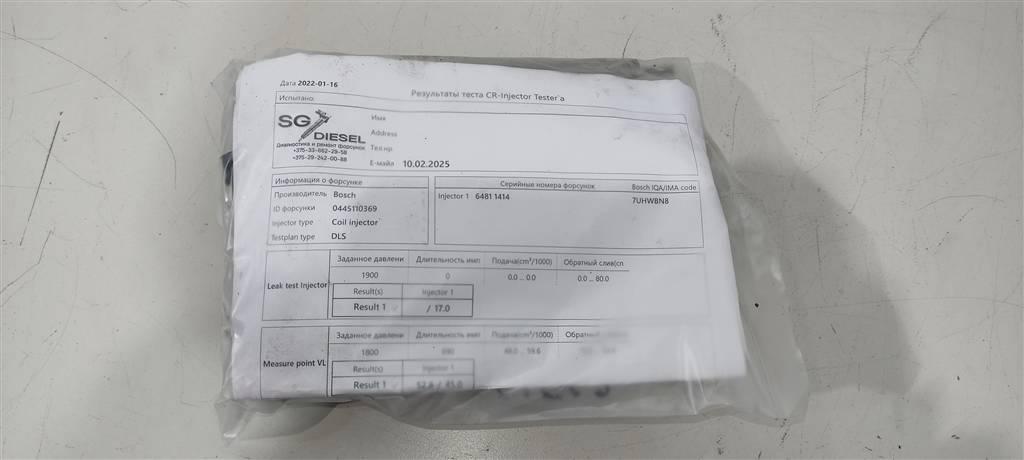 Дата 2022-01-16
Результаты теста CR-Injector Tester'a
Испытано:
SG DIESEL
Диагностика и ремонт форсунок
+375-33-662-29-58
+375-29-242-00-88
Имя
Address
Тел.нр.
Е-майл 10.02.2025
Информация о форсунке
Производитель Bosch
ID форсунки 0445110369
Injector type Coil injector
Testplan type DLS
Серийные номера форсунок Bosch IQA/IMA code
Injector 1 6481 1414 7UHWBN8
Leak test Injector
Заданное давлени Длительность имп Подача(cm³/1000) Обратный слив(cm
1900 0 0.0 .. 0.0 0.0 .. 80.0
Result(s) Injector 1
Result 1 / 17.0
Measure point VL
Заданное давлени Длительность имп Подача(cm³/1000) Обратный
1800
Result(s) Injector 1
Result 1